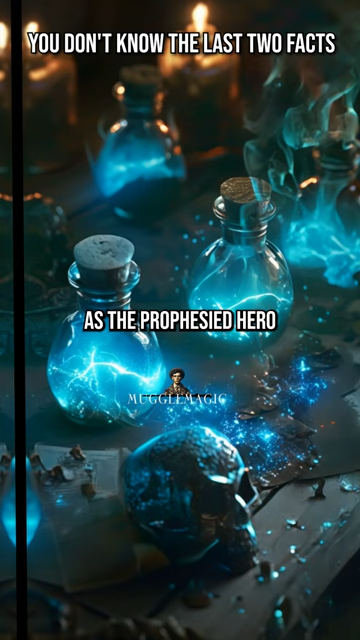 YOU DON'T KNOW THE LAST TWO FACTS
AS THE PROPHESIED HERO
MUGGLEMAGIC